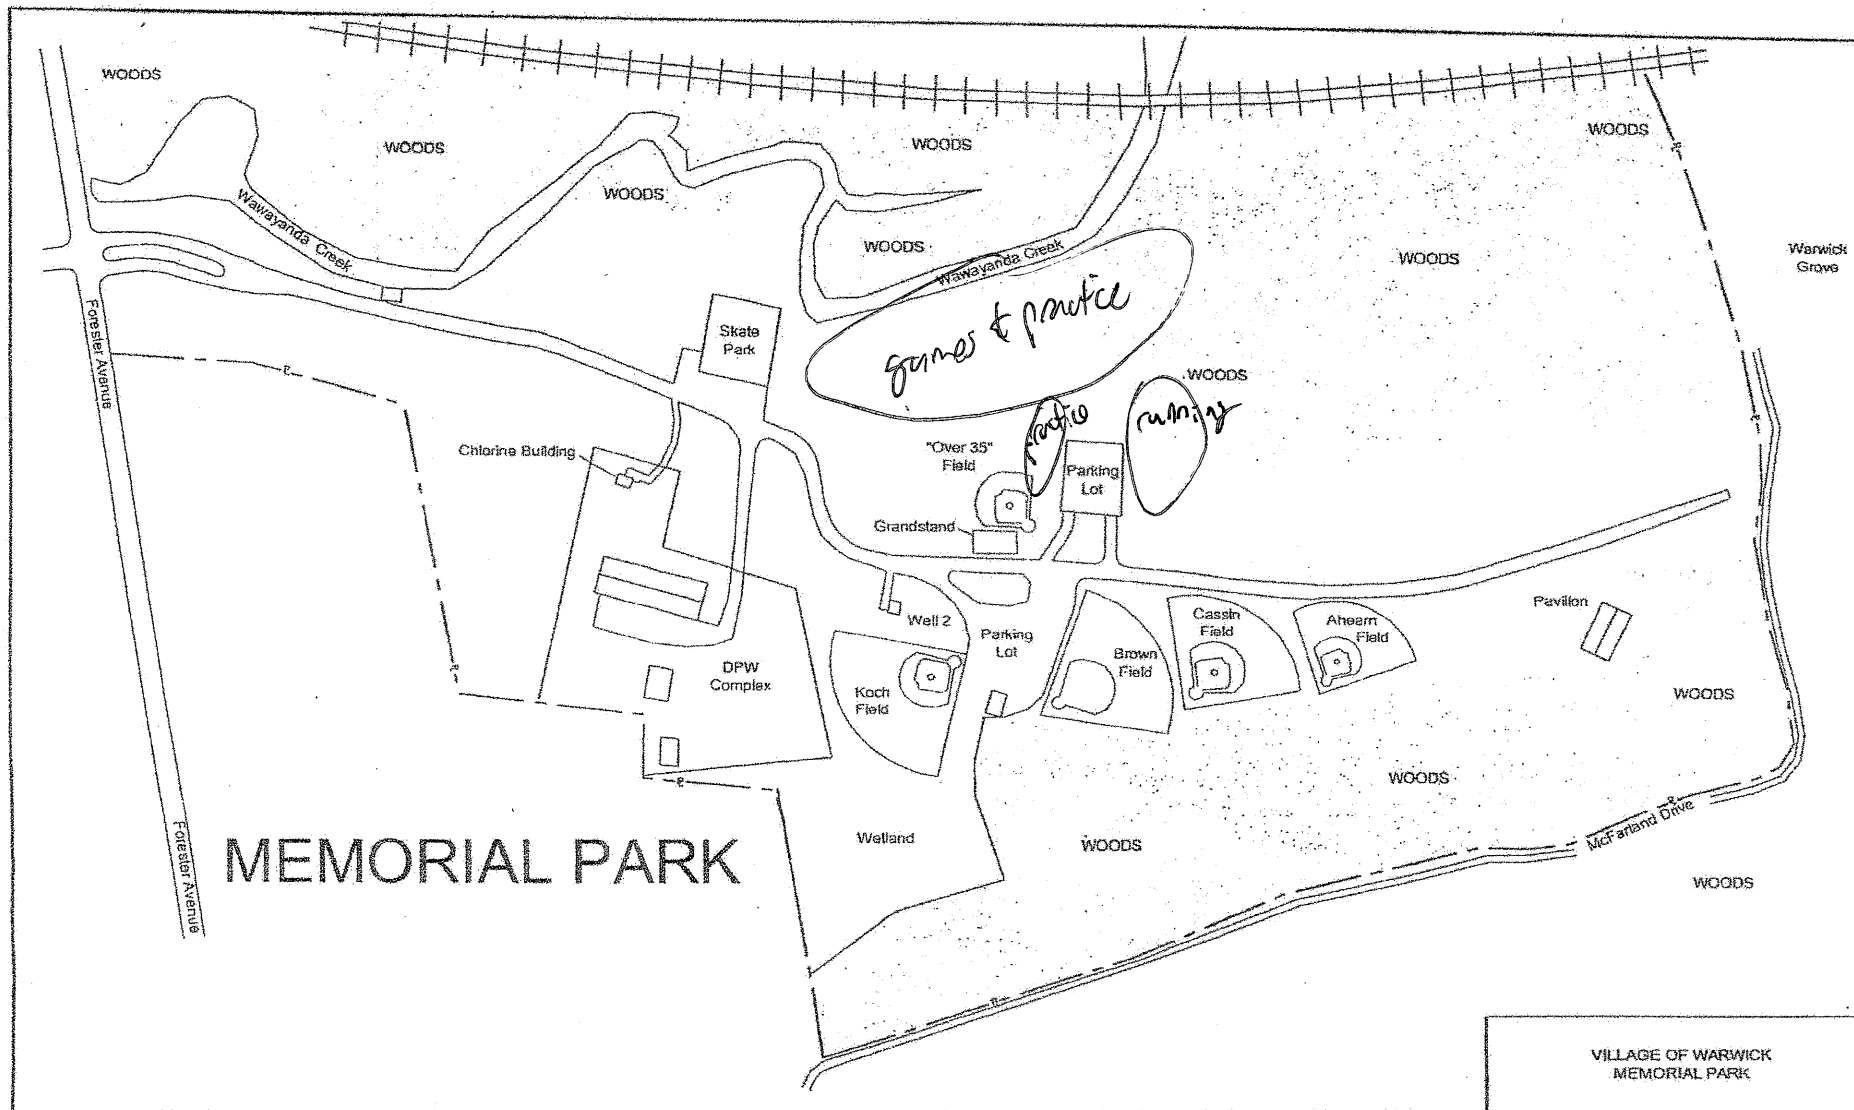 WOODS
WOODS
WOODS
WOODS
WOODS
WOODS
Wawayanda Creek
Wawayanda Creek
WOODS
Warwick
Grove
Forester Avenue
Skate
Park
games & practice
WOODS
practice
running
"Over 35"
Field
Chlorine Building
Parking
Lot
Grandstand
Well 2
Parking
Lot
Cassin
Field
Ahearn
Field
Pavilion
Brown
Field
DPW
Complex
Koch
Field
WOODS
WOODS
Wetland
WOODS
McFarland Drive
WOODS
Forester Avenue
MEMORIAL PARK
VILLAGE OF WARWICK
MEMORIAL PARK